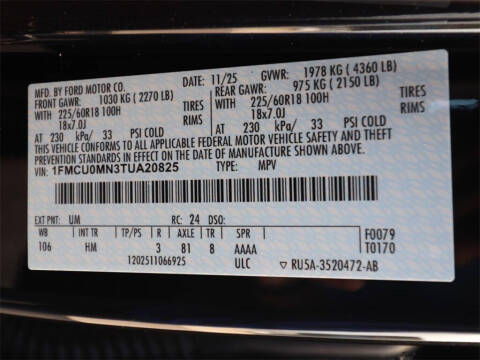 MFD. BY FORD MOTOR CO.
DATE: 11/25 GVWR: 1978 KG ( 4360 LB)
FRONT GAWR: 1030 KG ( 2270 LB) REAR GAWR: 975 KG ( 2150 LB)
WITH 225/60R18 100H TIRES WITH 225/60R18 100H TIRES
18x7.0J RIMS 18x7.0J RIMS
AT 230 kPa/ 33 PSI COLD AT 230 kPa/ 33 PSI COLD
THIS VEHICLE CONFORMS TO ALL APPLICABLE FEDERAL MOTOR VEHICLE SAFETY AND THEFT PREVENTION STANDARDS IN EFFECT ON THE DATE OF MANUFACTURE SHOWN ABOVE.
VIN: 1FMCU0MN3TUA20825 TYPE: MPV
EXT PNT: UM RC: 24 DSO:
WB INT TR TP/PS R AXLE TR SPR F0079
106 HM 3 81 8 AAAA T0170
1202511066925 ULC ▽ RU5A-3520472-AB